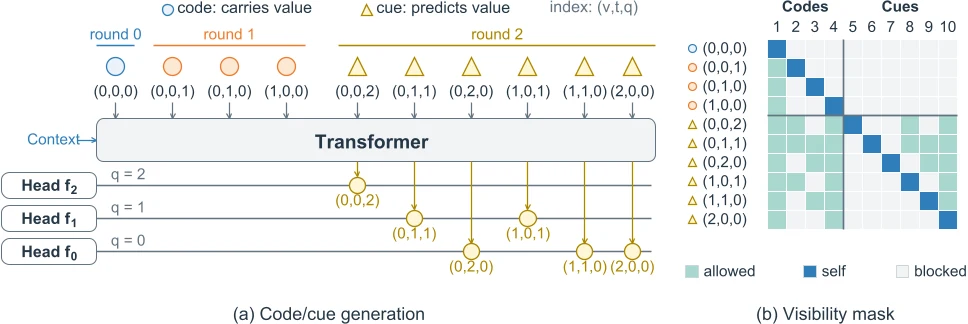 code: carries value
cue: predicts value
index: (v,t,q)
round 0
round 1
round 2
(0,0,0)
(0,0,1)
(0,1,0)
(1,0,0)
(0,0,2)
(0,1,1)
(0,2,0)
(1,0,1)
(1,1,0)
(2,0,0)
Context
Transformer
Head f2
q = 2
(0,0,2)
Head f1
q = 1
(0,1,1)
(1,0,1)
Head f0
q = 0
(0,2,0)
(1,1,0)
(2,0,0)
(a) Code/cue generation
Codes
Cues
1 2 3 4 5 6 7 8 9 10
(0,0,0)
(0,0,1)
(0,1,0)
(1,0,0)
(0,0,2)
(0,1,1)
(0,2,0)
(1,0,1)
(1,1,0)
(2,0,0)
allowed
self
blocked
(b) Visibility mask